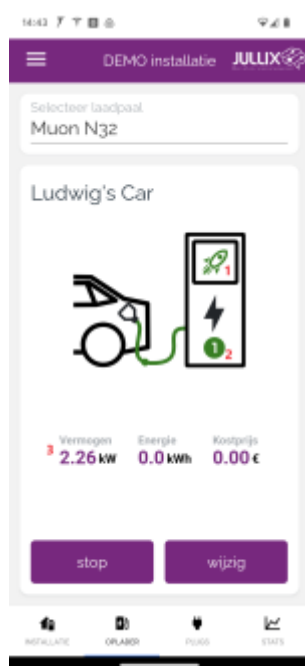 14:43
DEMO installatie JULLIX
Selecteer laadpaal
Muon N32
Ludwig's Car
1
1 2
Vermogen Energie Kostprijs
3 2.26 kW 0.0 kWh 0.00 €
stop wijzig
INSTALLATIE OPLADER PLUGS STATS